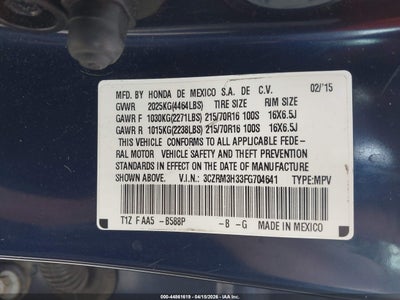 MFD. BY HONDA DE MEXICO S.A. DE C.V. 02/'15
GVWR 2025KG(4464LBS) TIRE SIZE RIM SIZE
GAWR F 1030KG(2271LBS) 215/70R16 100S 16X6.5J
GAWR R 1015KG(2238LBS) 215/70R16 100S 16X6.5J
THIS VEHICLE CONFORMS TO ALL APPLICABLE FEDE-
RAL MOTOR VEHICLE SAFETY AND THEFT PREVENTION
STANDARDS IN EFFECT ON THE DATE OF MANUFACTURE
SHOWN ABOVE. V.I.N.: 3CZRM3H33FG704641 TYPE:MPV
T1Z F AA5 -B588P -B -G MADE IN MEXICO
000-44861619 - 04/15/2026 - IAAI.COM